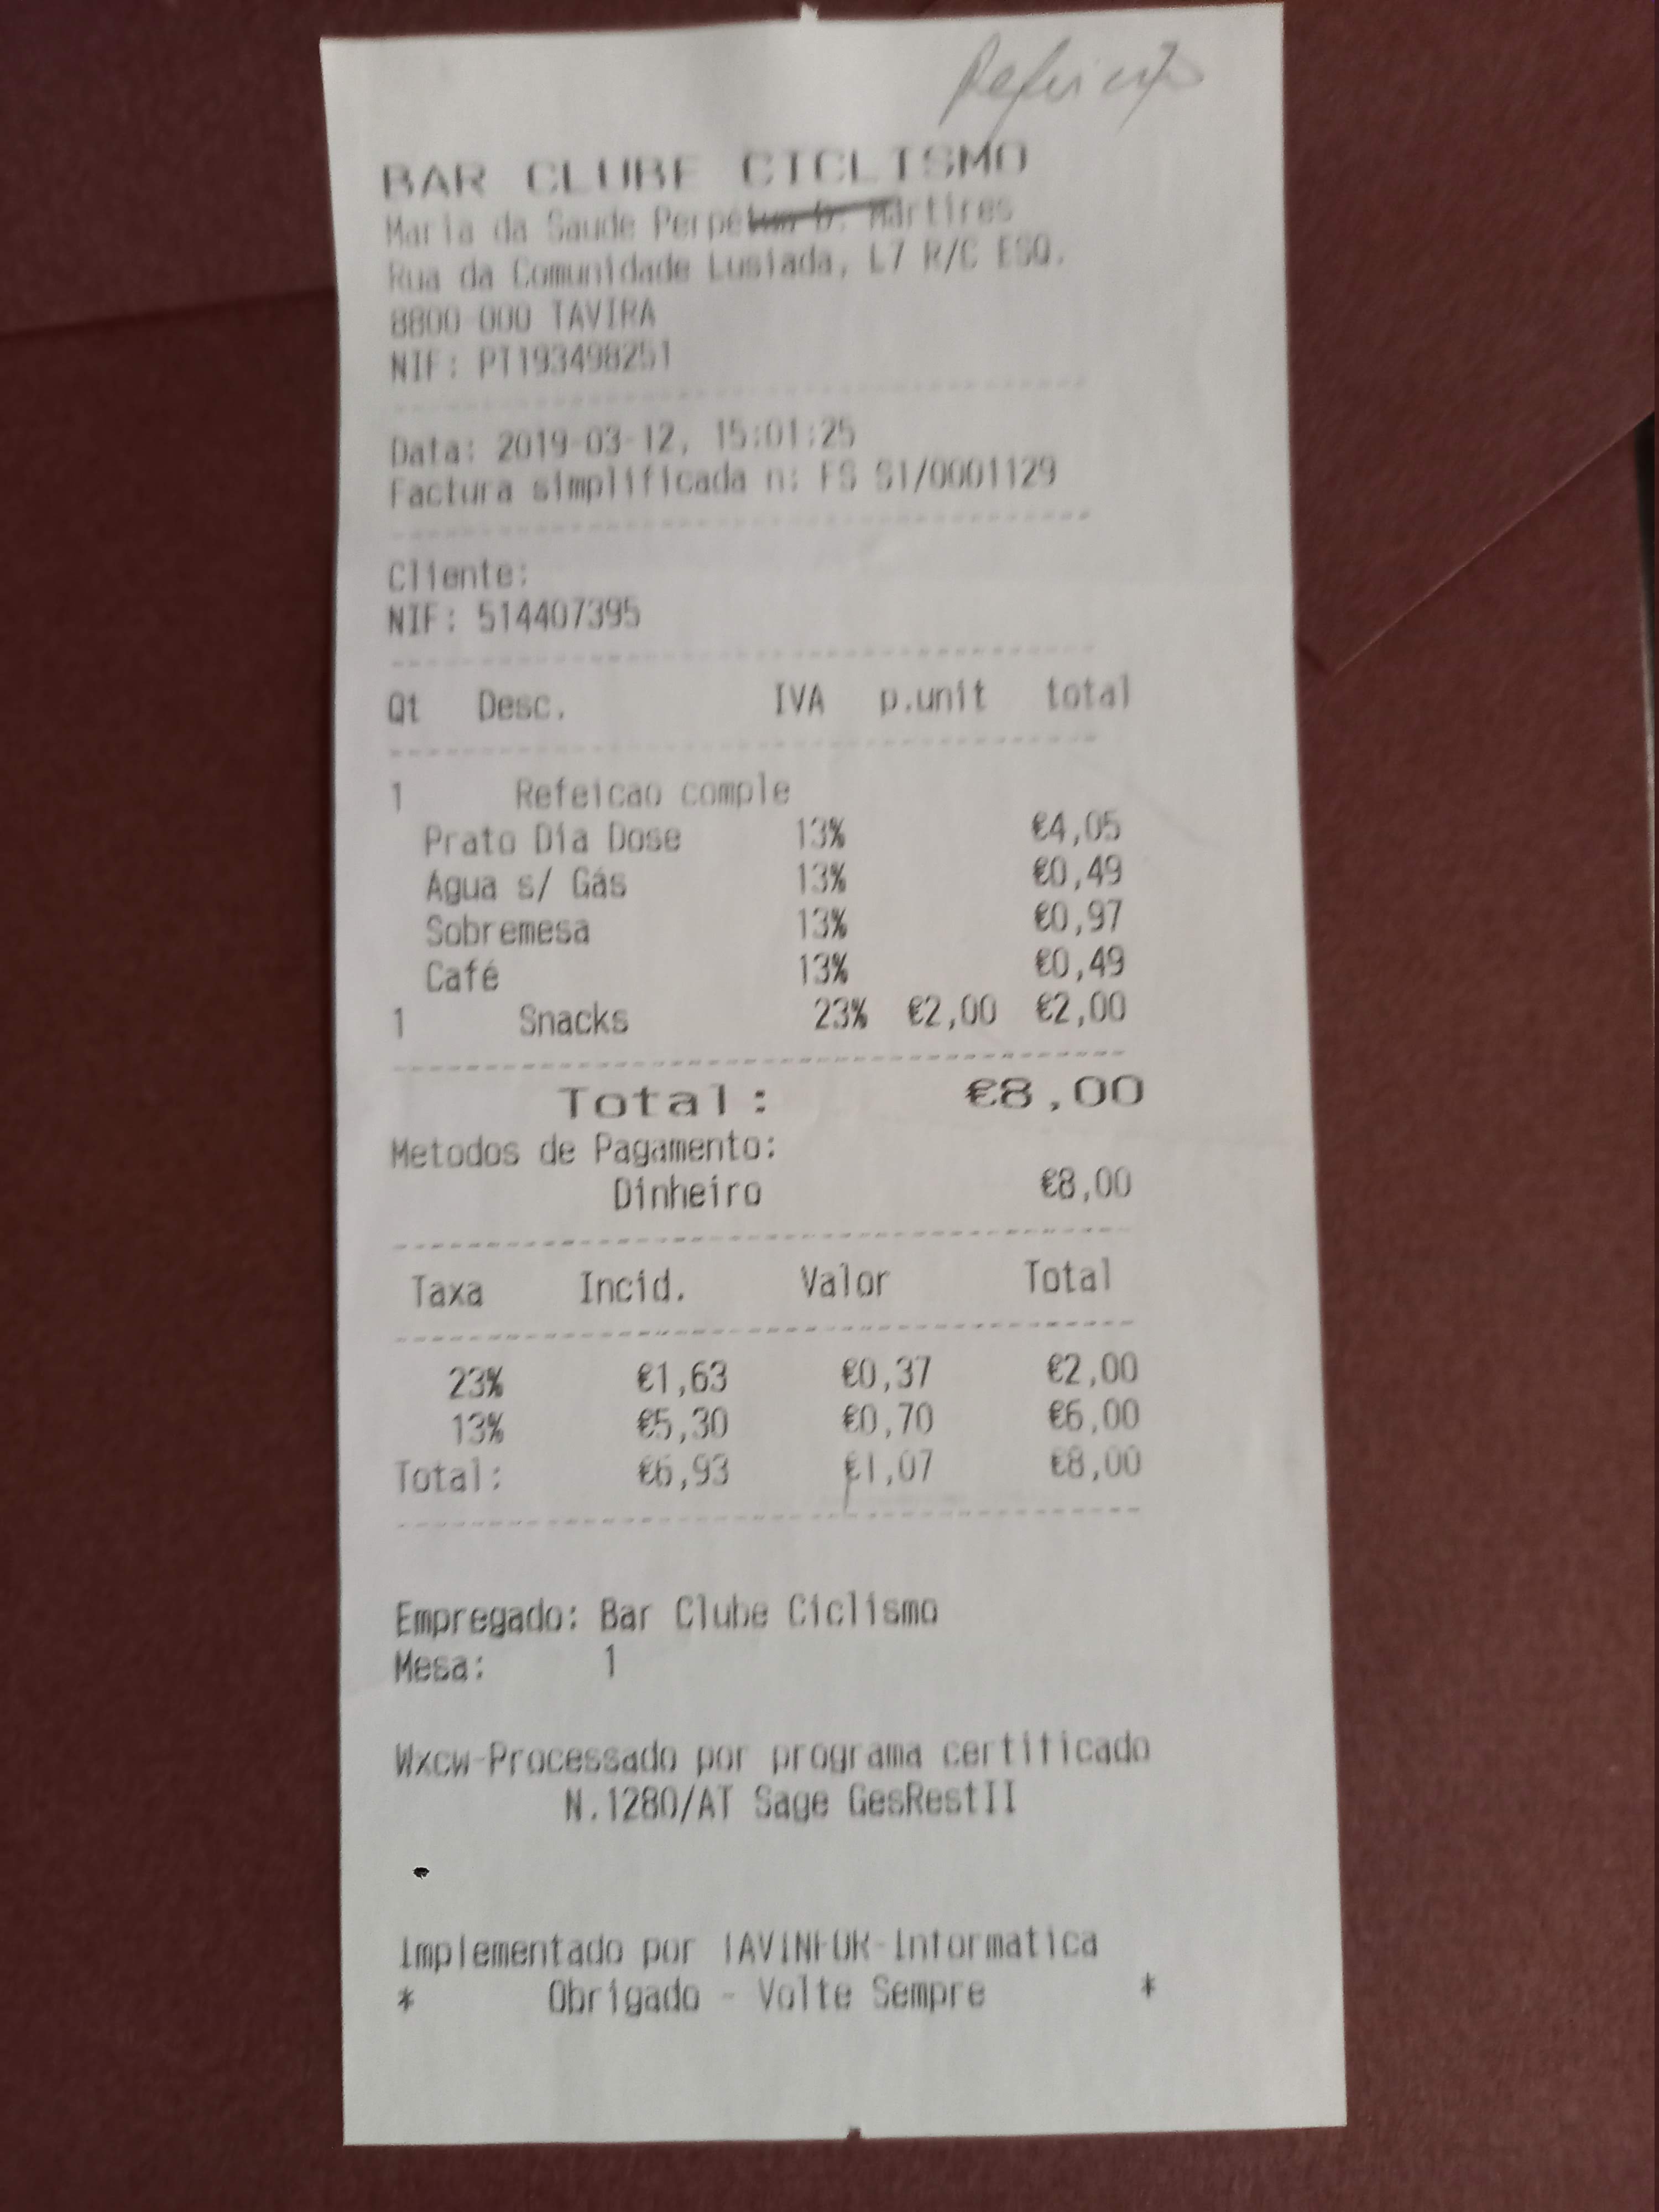 Refeição
BAR CLUBE CICLISMO
Maria da Saude Perpétua D. Mártires
Rua da Comunidade Lusiada, L7 R/C ESQ.
8800-000 TAVIRA
NIF: PT193498251
Data: 2019-03-12, 15:01:25
Factura simplificada n: FS S1/0001129
Cliente:
NIF: 514407395
Qt Desc. IVA p.unit total
1 Refeicao comple
Prato Dia Dose 13% €4,05
Agua s/ Gás 13% €0,49
Sobremesa 13% €0,97
Café 13% €0,49
1 Snacks 23% €2,00 €2,00
Total: €8,00
Metodos de Pagamento:
Dinheiro €8,00
Taxa Incid. Valor Total
23% €1,63 €0,37 €2,00
13% €5,30 €0,70 €6,00
Total: €6,93 €1,07 €8,00
Empregado: Bar Clube Ciclismo
Mesa: 1
Wxcw-Processado por programa certificado
N.1280/AT Sage GesRestII
Implementado por TAVINFOR-Informatica
* Obrigado - Volte Sempre *